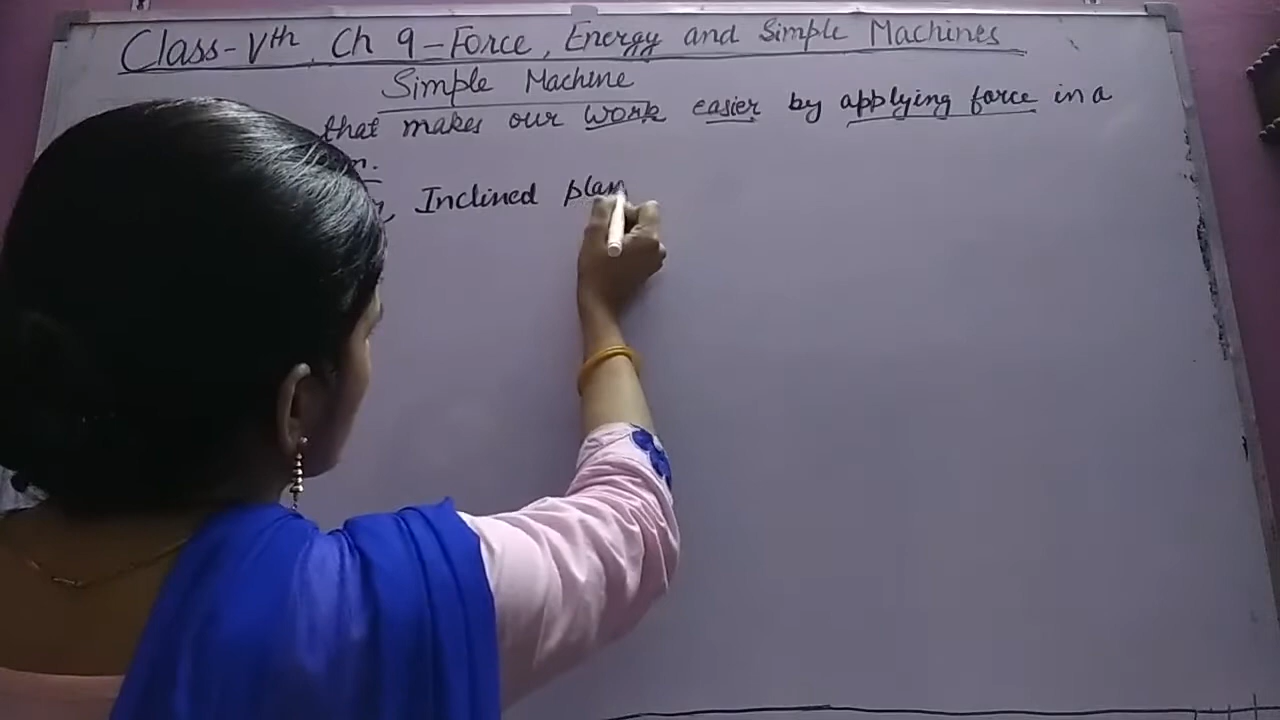 Class-Vth, Ch 9-Force, Energy and Simple Machines
Simple Machine
that makes our work easier by applying force in a
Inclined plan